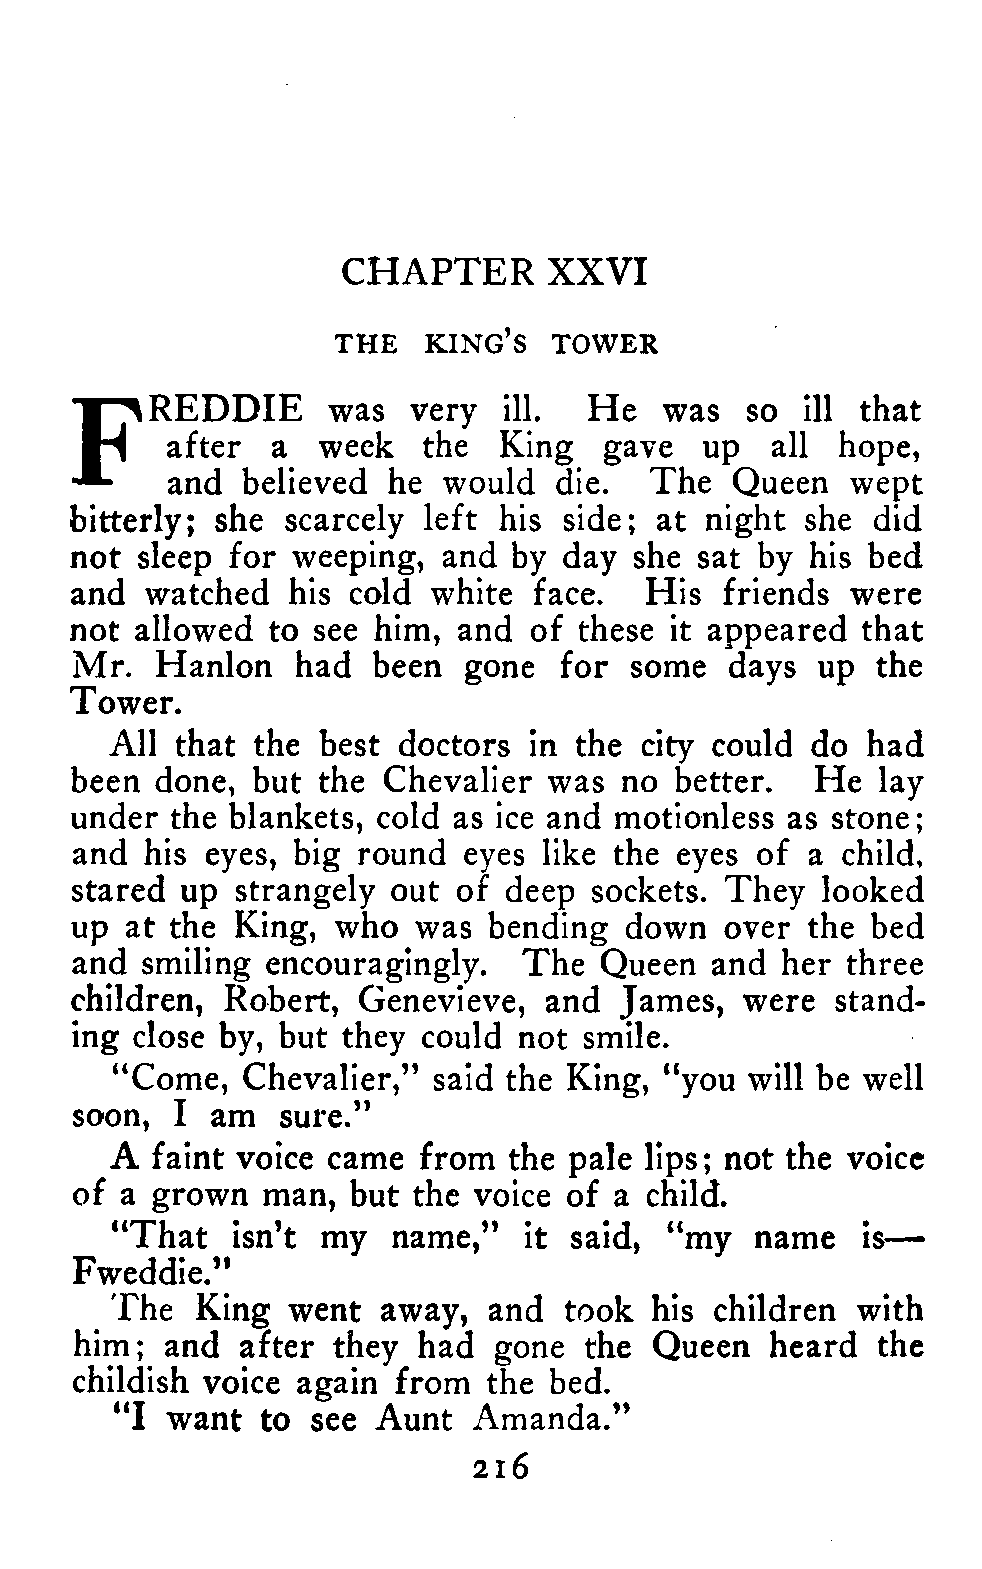 CHAPTER XXVI
THE KING'S TOWER
FREDDIE was very ill. He was so ill that
after a week the King gave up all hope,
and believed he would die. The Queen wept
bitterly; she scarcely left his side; at night she did
not sleep for weeping, and by day she sat by his bed
and watched his cold white face. His friends were
not allowed to see him, and of these it appeared that
Mr. Hanlon had been gone for some days up the
Tower.
All that the best doctors in the city could do had
been done, but the Chevalier was no better. He lay
under the blankets, cold as ice and motionless as stone;
and his eyes, big round eyes like the eyes of a child,
stared up strangely out of deep sockets. They looked
up at the King, who was bending down over the bed
and smiling encouragingly. The Queen and her three
children, Robert, Genevieve, and James, were stand-
ing close by, but they could not smile.
"Come, Chevalier," said the King, "you will be well
soon, I am sure."
A faint voice came from the pale lips; not the voice
of a grown man, but the voice of a child.
"That isn't my name," it said, "my name is—
Fweddie."
The King went away, and took his children with
him; and after they had gone the Queen heard the
childish voice again from the bed.
"I want to see Aunt Amanda."
216